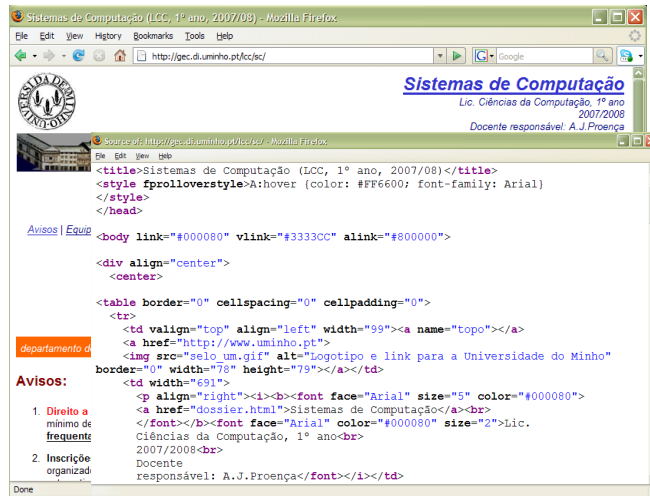 Sistemas de Computação (LCC, 1º ano, 2007/08) - Mozilla Firefox
File Edit View History Bookmarks Tools Help
http://gec.di.uminho.pt/lcc/sc/
Google
Sistemas de Computação
Lic. Ciências da Computação, 1º ano
2007/2008
Docente responsável: A.J.Proença
Source of: http://gec.di.uminho.pt/lcc/sc/ - Mozilla Firefox
File Edit View Help
<title>Sistemas de Computação (LCC, 1º ano, 2007/08)</title>
<style fprolloverstyle>A:hover {color: #FF6600; font-family: Arial}
</style>
</head>
<body link="#000080" vlink="#3333CC" alink="#800000">
<div align="center">
<center>
<table border="0" cellspacing="0" cellpadding="0">
<tr>
<td valign="top" align="left" width="99"><a name="topo"></a>
<a href="http://www.uminho.pt">
<img src="selo_um.gif" alt="Logotipo e link para a Universidade do Minho"
border="0" width="78" height="79"></a></td>
<td width="691">
<p align="right"><i><b><font face="Arial" size="5" color="#000080">
<a href="dossier.html">Sistemas de Computação</a><br>
</font></b><font face="Arial" color="#000080" size="2">Lic.
Ciências da Computação, 1º ano<br>
2007/2008<br>
Docente
responsável: A.J.Proença</font></i></td>
Avisos | Equip
departamento d
Avisos:
1. Direito a
mínimo de
frequenta
2. Inscriçõe
organizad
Done